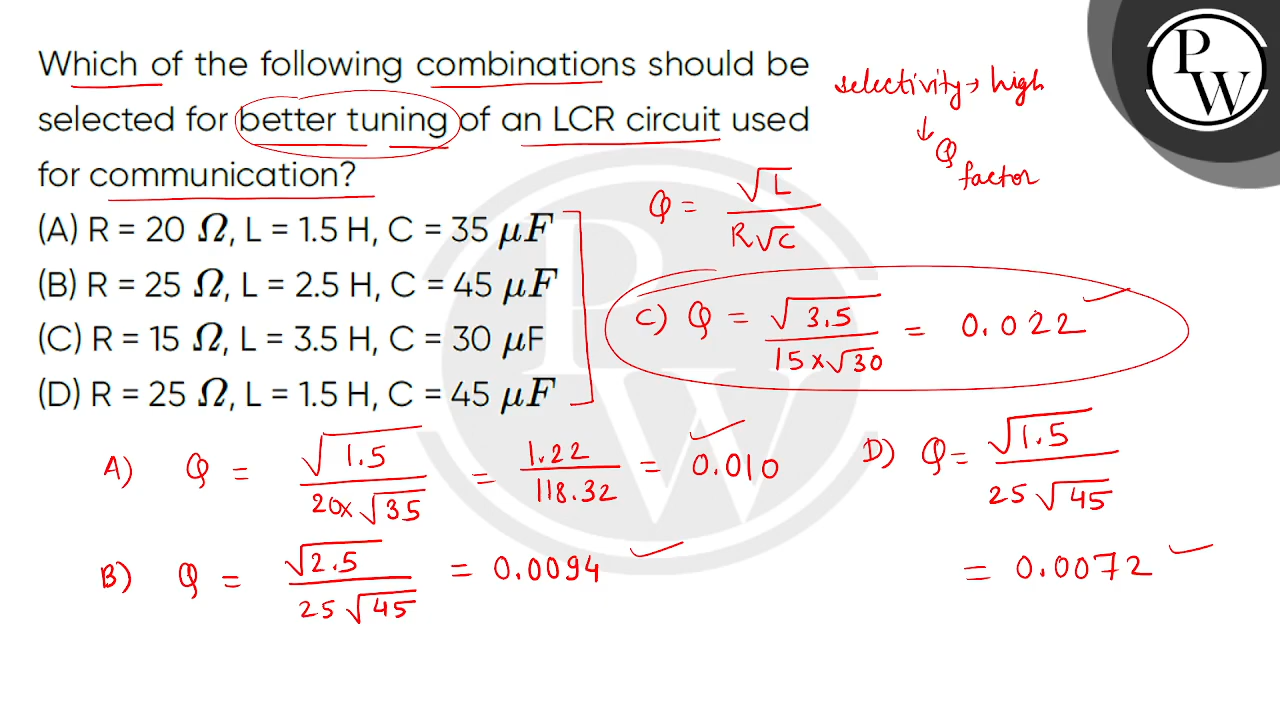 Which of the following combinations should be
selected for better tuning of an LCR circuit used
for communication?
(A) R = 20 Ω, L = 1.5 H, C = 35 μF
(B) R = 25 Ω, L = 2.5 H, C = 45 μF
(C) R = 15 Ω, L = 3.5 H, C = 30 μF
(D) R = 25 Ω, L = 1.5 H, C = 45 μF
PW
selectivity → high
↓
Q
factor
Q = √L / R√C
C) Q = √3.5 / 15×√30 = 0.022 ✓
A) Q = √1.5 / 20×√35 = 1.22 / 118.32 = 0.010 ✓
B) Q = √2.5 / 25√45 = 0.0094 ✓
D) Q = √1.5 / 25√45
= 0.0072 ✓